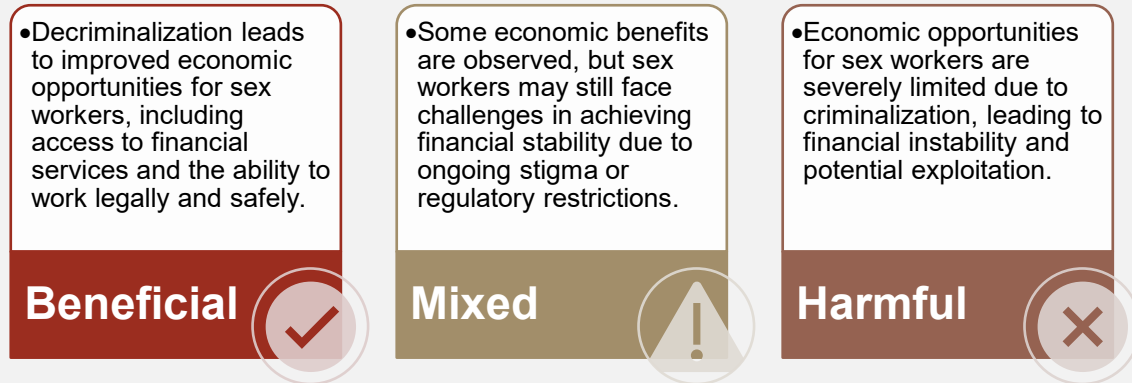 •Decriminalization leads
to improved economic
opportunities for sex
workers, including
access to financial
services and the ability to
work legally and safely.
Beneficial
•Some economic benefits
are observed, but sex
workers may still face
challenges in achieving
financial stability due to
ongoing stigma or
regulatory restrictions.
Mixed
•Economic opportunities
for sex workers are
severely limited due to
criminalization, leading to
financial instability and
potential exploitation.
Harmful